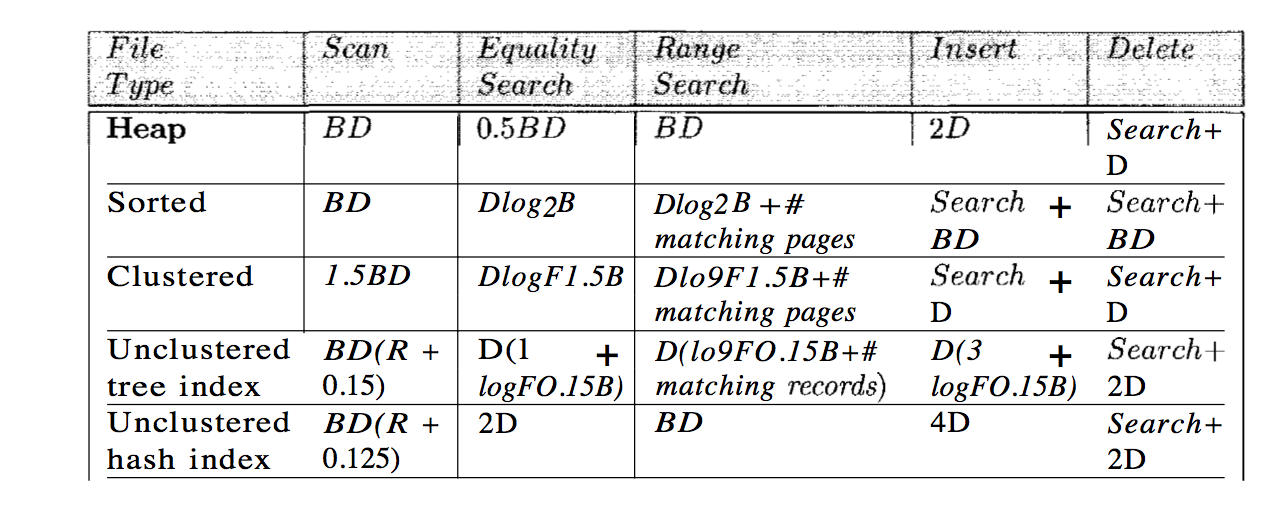 File Type Scan Equality Search Range Search Insert Delete
Heap BD 0.5BD BD 2D Search+ D
Sorted BD Dlog2B Dlog2B +# matching pages Search + BD Search+ BD
Clustered 1.5BD DlogF1.5B Dlo9F1.5B+# matching pages Search + D Search+ D
Unclustered tree index BD(R + 0.15) D(1 + logFO.15B) D(lo9FO.15B+# matching records) D(3 + logFO.15B) Search+ 2D
Unclustered hash index BD(R + 0.125) 2D BD 4D Search+ 2D